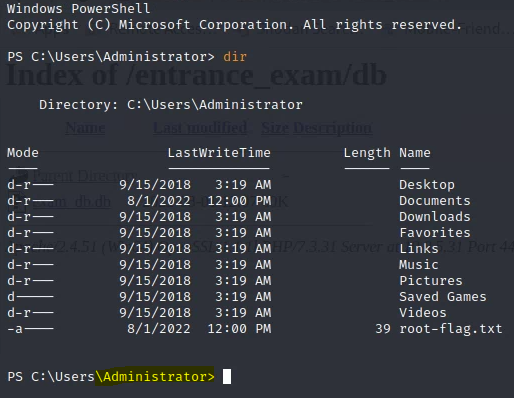 Windows PowerShell
Copyright (C) Microsoft Corporation. All rights reserved.
PS C:\Users\Administrator> dir
Index of /entrance_exam/db
Directory: C:\Users\Administrator
Name Last modified Size Description
Mode LastWriteTime Length Name
Parent Directory -
d-r--- 9/15/2018 3:19 AM Desktop
d-r--- 8/1/2022 12:00 PM Documents
d-r--- 9/15/2018 3:19 AM Downloads
d-r--- 9/15/2018 3:19 AM Favorites
d-r--- 9/15/2018 3:19 AM Links
d-r--- 9/15/2018 3:19 AM Music
d-r--- 9/15/2018 3:19 AM Pictures
d----- 9/15/2018 3:19 AM Saved Games
d-r--- 9/15/2018 3:19 AM Videos
-a---- 8/1/2022 12:00 PM 39 root-flag.txt
PS C:\Users\Administrator>